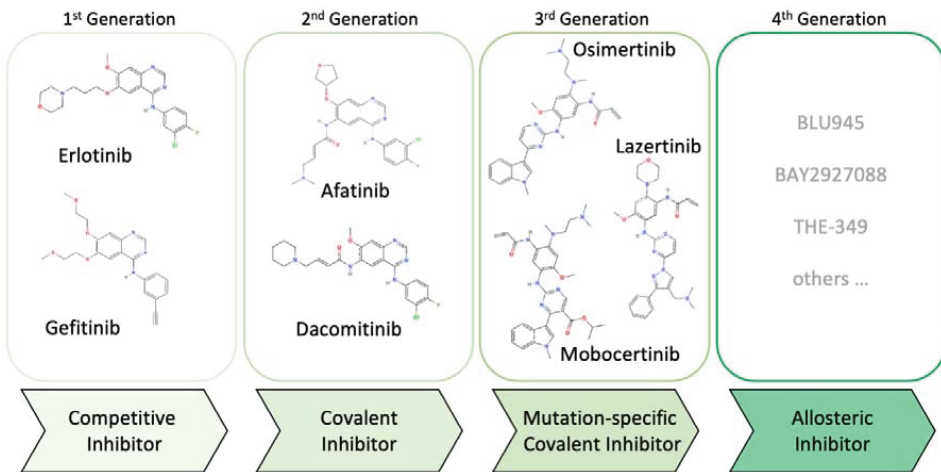 1st Generation
2nd Generation
3rd Generation
4th Generation
Erlotinib
Gefitinib
Afatinib
Dacomitinib
Osimertinib
Lazertinib
Mobocertinib
BLU945
BAY2927088
THE-349
others ...
Competitive
Inhibitor
Covalent
Inhibitor
Mutation-specific
Covalent Inhibitor
Allosteric
Inhibitor